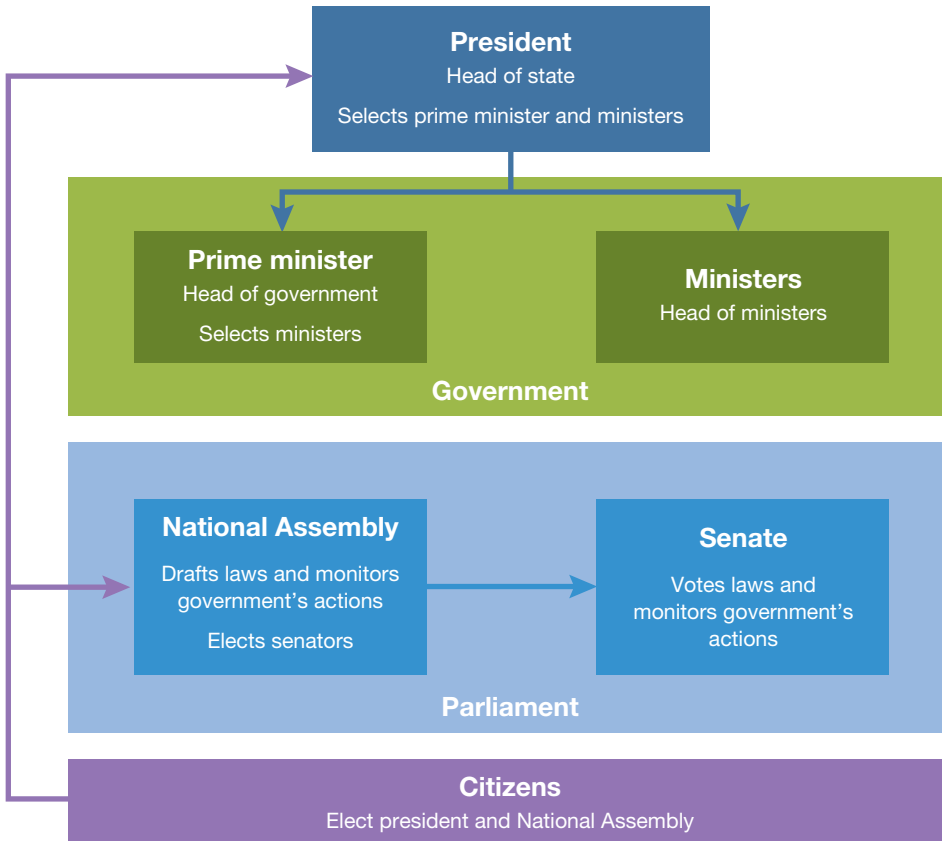 President
Head of state
Selects prime minister and ministers
Prime minister
Head of government
Selects ministers
Ministers
Head of ministers
Government
National Assembly
Drafts laws and monitors
government’s actions
Elects senators
Senate
Votes laws and
monitors government’s
actions
Parliament
Citizens
Elect president and National Assembly